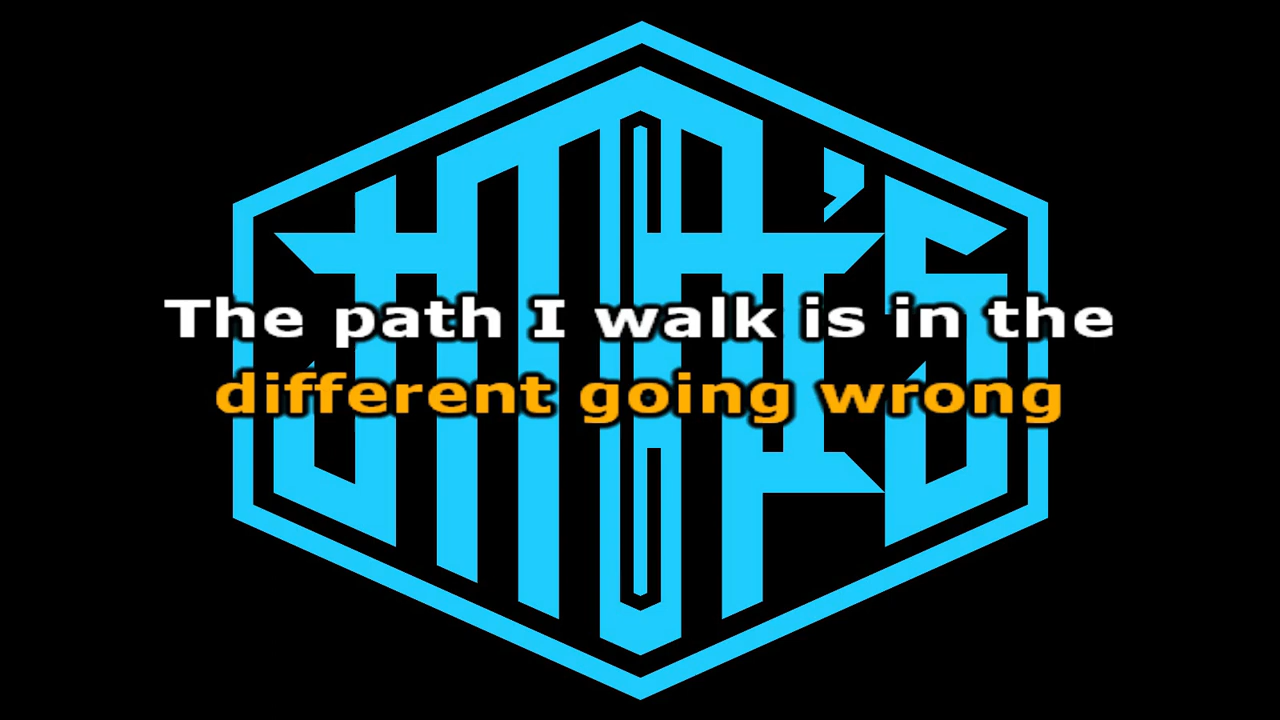 The path I walk is in the
different going wrong